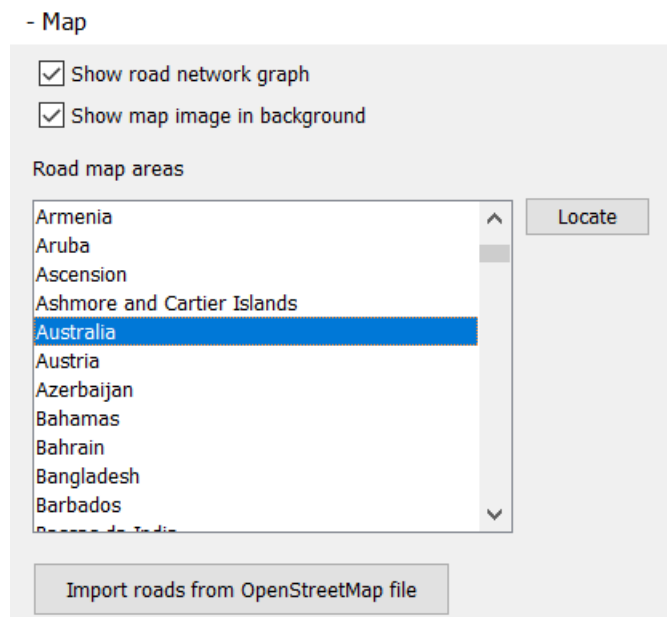 - Map
Show road network graph
Show map image in background
Road map areas
Armenia
Locate
Aruba
Ascension
Ashmore and Cartier Islands
Australia
Austria
Azerbaijan
Bahamas
Bahrain
Bangladesh
Barbados
Import roads from OpenStreetMap file